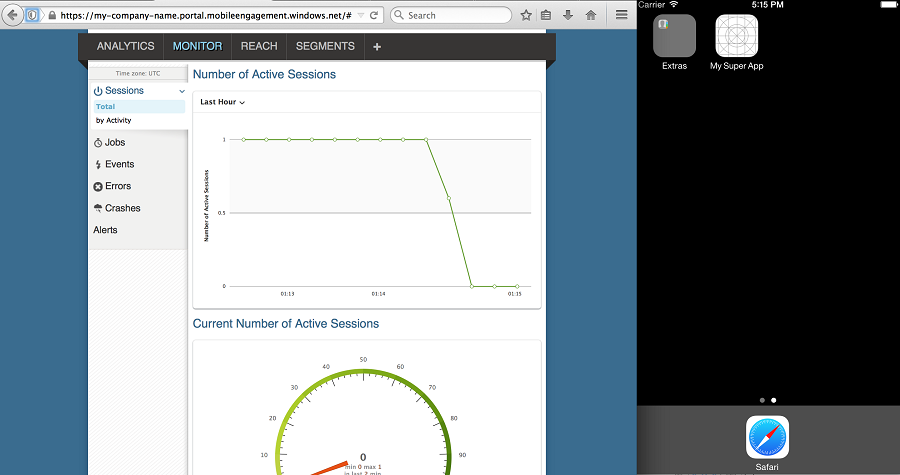 https://my-company-name.portal.mobileengagement.windows.net/#
Search
ANALYTICS
MONITOR
REACH
SEGMENTS
+
Time zone: UTC
Sessions
Total
by Activity
Jobs
Events
Errors
Crashes
Alerts
Number of Active Sessions
Last Hour
Number of Active Sessions
1
0.5
0
01:13
01:14
01:15
Current Number of Active Sessions
10
20
30
40
50
60
70
80
90
0
min 0 max 1
in last 2 min
Carrier
5:15 PM
Extras
My Super App
Safari